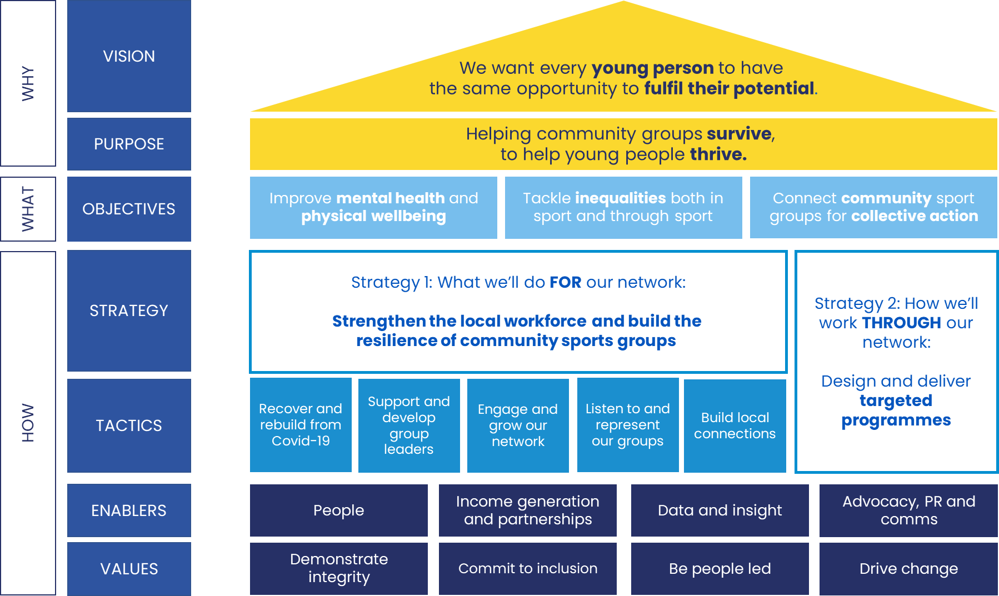 WHY
VISION
We want every young person to have
the same opportunity to fulfil their potential.
PURPOSE
Helping community groups survive,
to help young people thrive.
WHAT
OBJECTIVES
Improve mental health and
physical wellbeing
Tackle inequalities both in
sport and through sport
Connect community sport
groups for collective action
HOW
STRATEGY
Strategy 1: What we’ll do FOR our network:
Strengthen the local workforce and build the
resilience of community sports groups
Strategy 2: How we’ll
work THROUGH our
network:
Design and deliver
targeted
programmes
TACTICS
Recover and
rebuild from
Covid-19
Support and
develop
group
leaders
Engage and
grow our
network
Listen to and
represent
our groups
Build local
connections
ENABLERS
People
Income generation
and partnerships
Data and insight
Advocacy, PR and
comms
VALUES
Demonstrate
integrity
Commit to inclusion
Be people led
Drive change